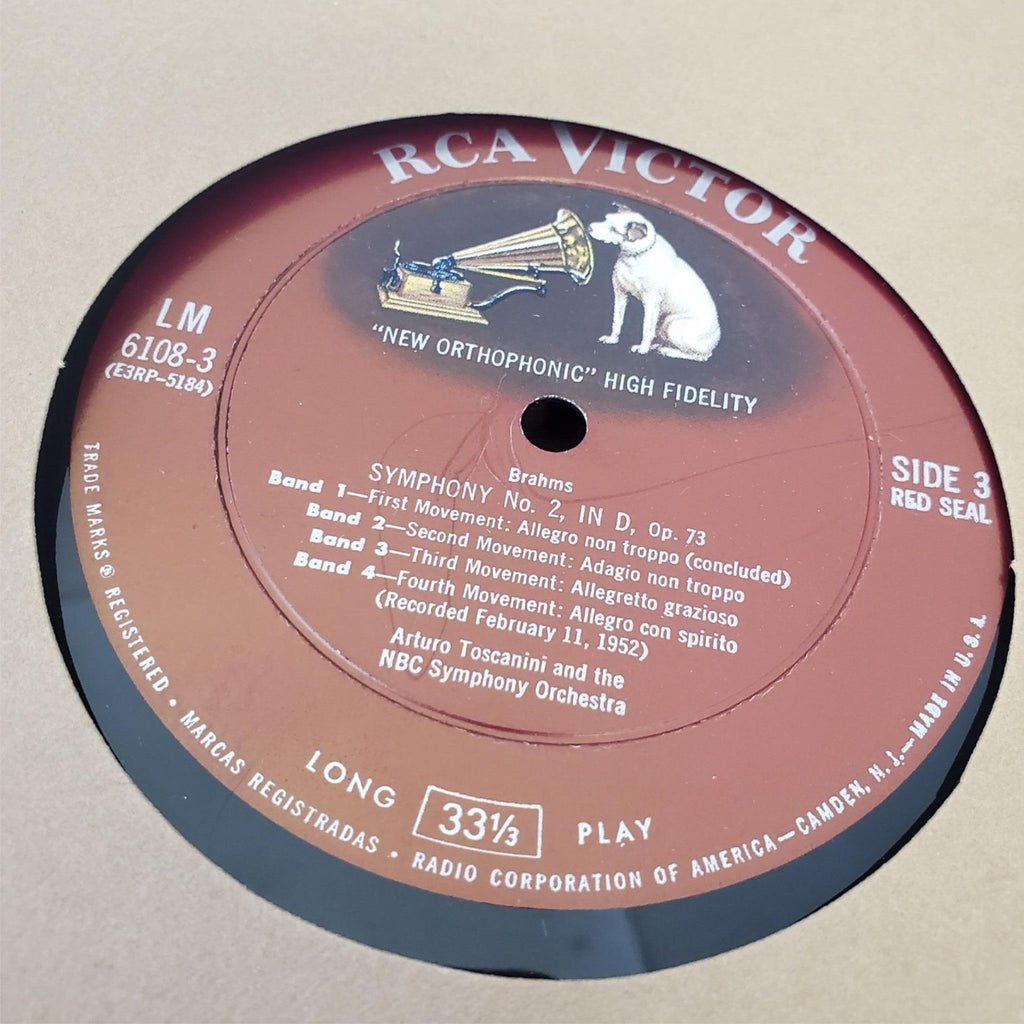 RCA VICTOR
"NEW ORTHOPHONIC" HIGH FIDELITY
LM
6108-3
(E3RP-5184)
SIDE 3
RED SEAL
Brahms
SYMPHONY No. 2, IN D, Op. 73
Band 1—First Movement: Allegro non troppo (concluded)
Band 2—Second Movement: Adagio non troppo
Band 3—Third Movement: Allegretto grazioso
Band 4—Fourth Movement: Allegro con spirito
(Recorded February 11, 1952)
Arturo Toscanini and the
NBC Symphony Orchestra
LONG 33⅓ PLAY
TRADE MARKS ® REGISTERED • MARCAS REGISTRADAS • RADIO CORPORATION OF AMERICA—CAMDEN, N. J.—MADE IN U. S. A.